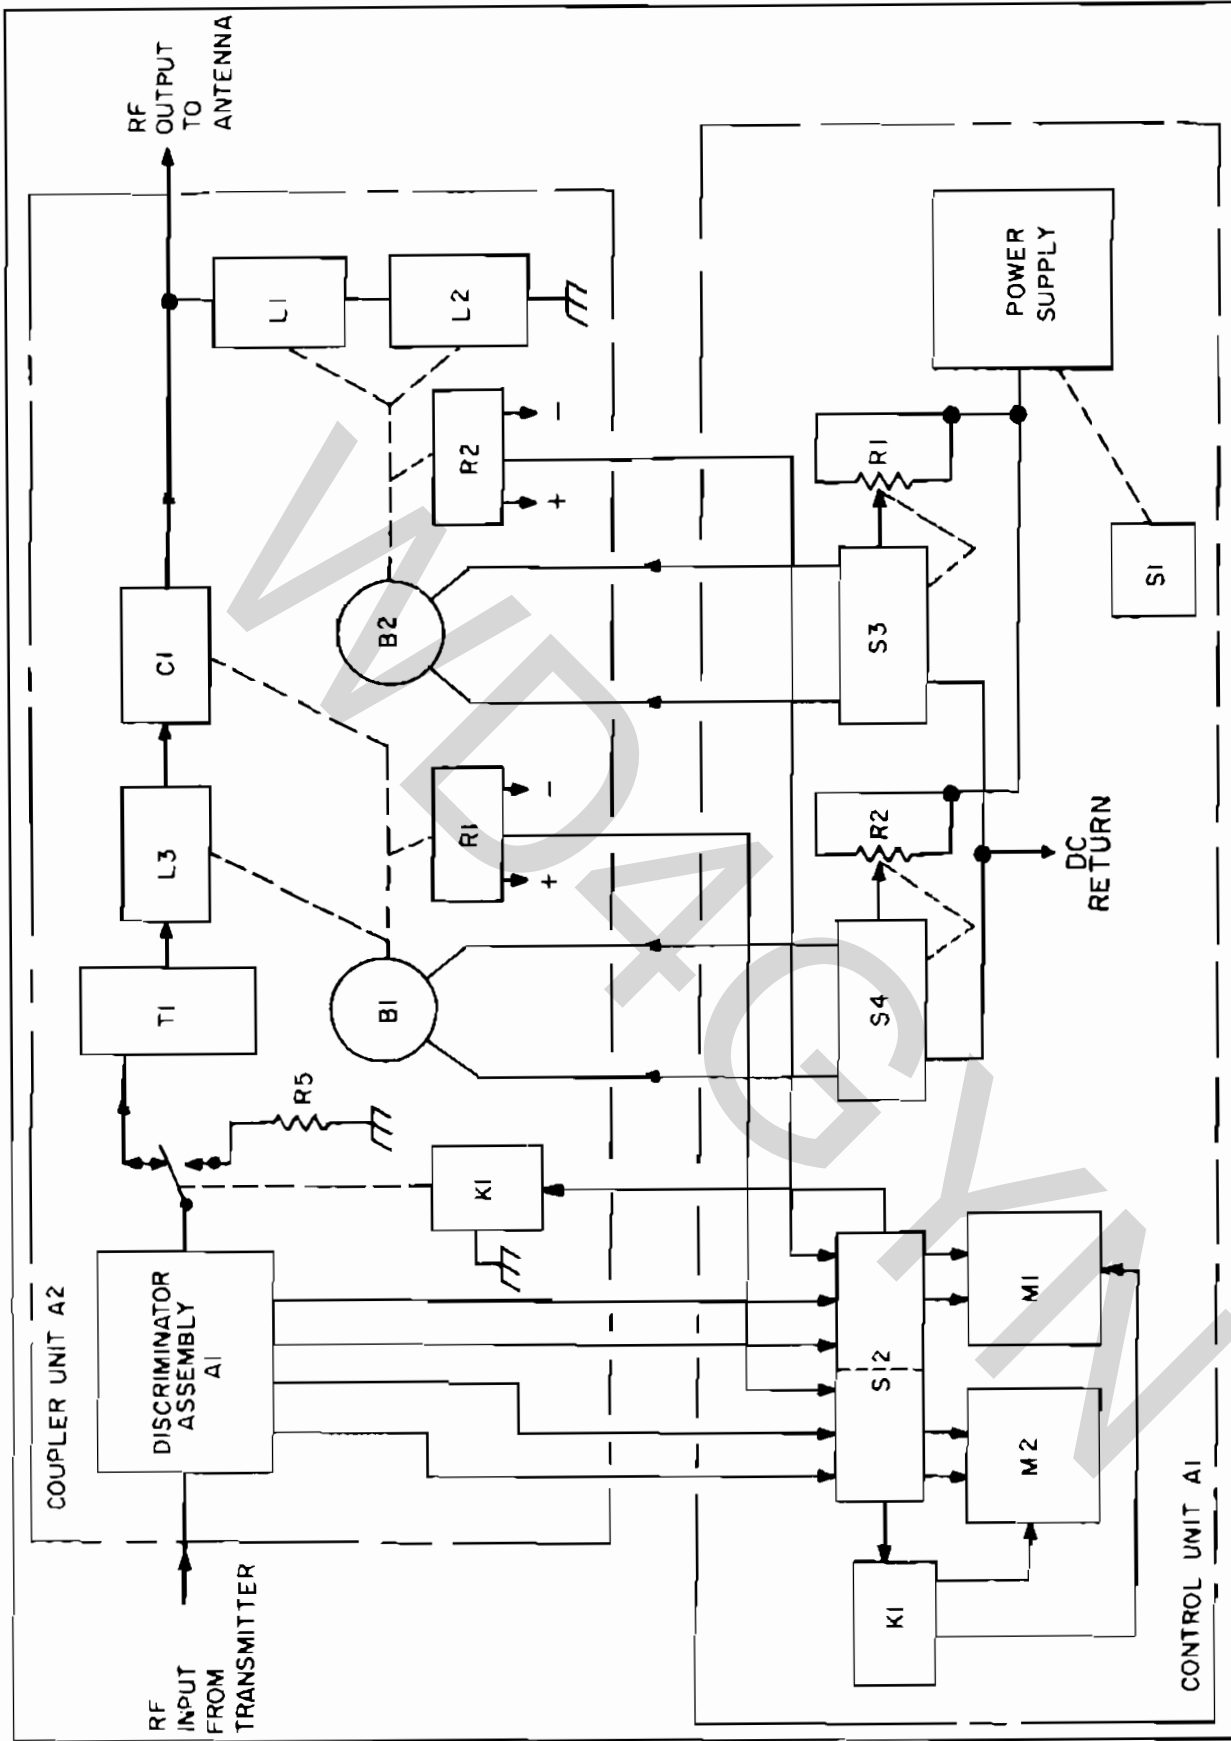 COUPLER UNIT A2
RF
INPUT
FROM
TRANSMITTER
DISCRIMINATOR
ASSEMBLY
A1
T1
L3
C1
RF
OUTPUT
TO
ANTENNA
R5
K1
B1
R1
+
-
B2
R2
+
-
L1
L2
K1
S2
M2
M1
S4
R2
S3
R1
DC
RETURN
POWER
SUPPLY
S1
CONTROL UNIT A1
WD4GYN